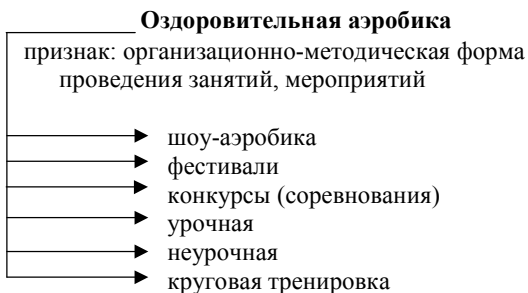 Оздоровительная аэробика
признак: организационно-методическая форма
проведения занятий, мероприятий
шоу-аэробика
фестивали
конкурсы (соревнования)
урочная
неурочная
круговая тренировка